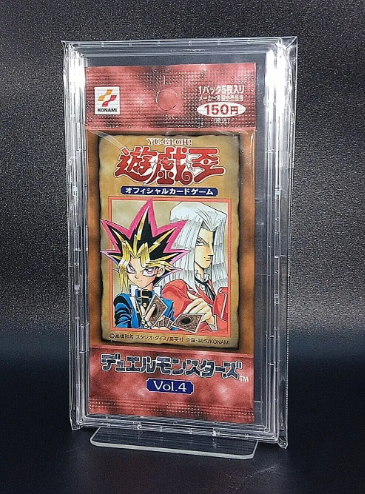 KONAMI
1パック5枚入り
150円
YU-GI-OH!
遊戯王
オフィシャルカードゲーム
デュエルモンスターズ™
Vol.4